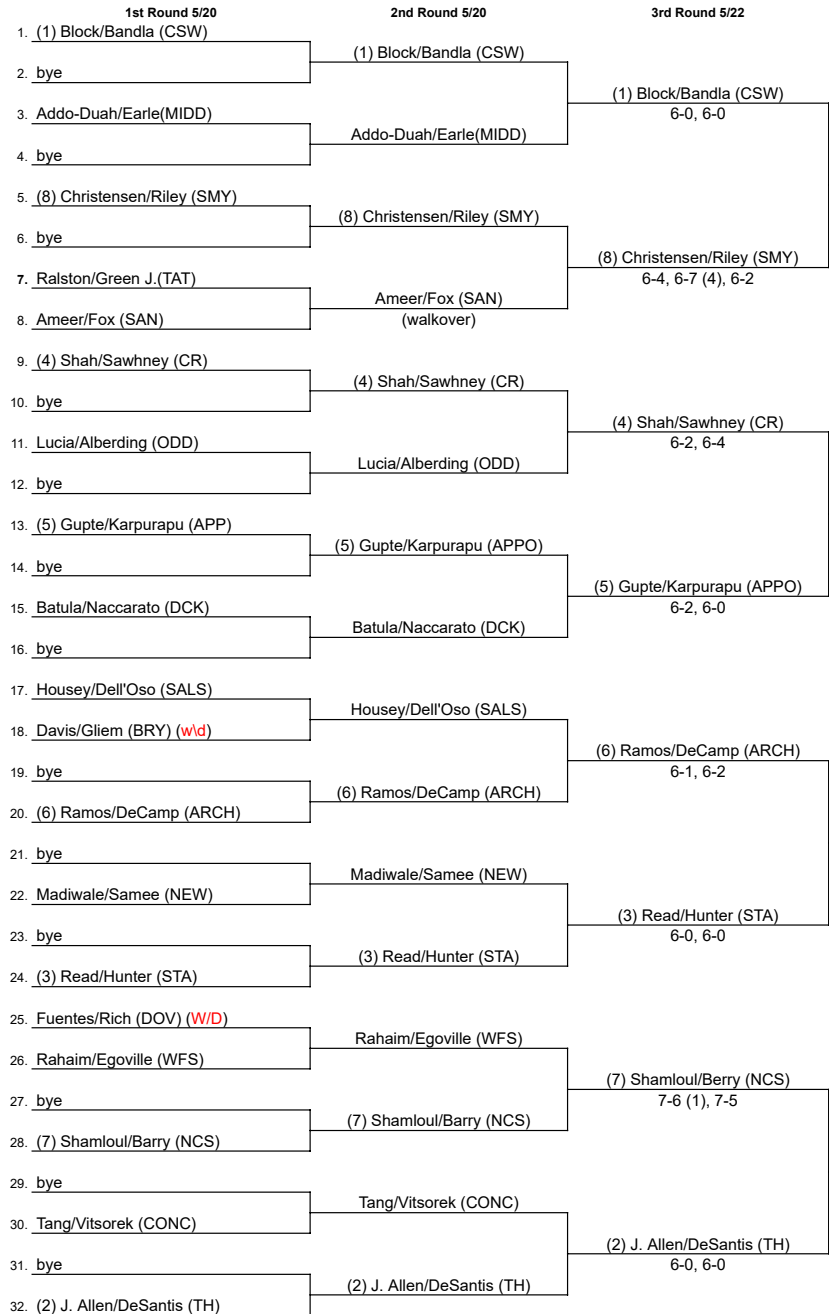 1st Round 5/20
2nd Round 5/20
3rd Round 5/22
1. (1) Block/Bandla (CSW)
2. bye
3. Addo-Duah/Earle(MIDD)
4. bye
5. (8) Christensen/Riley (SMY)
6. bye
7. Ralston/Green J.(TAT)
8. Ameer/Fox (SAN)
9. (4) Shah/Sawhney (CR)
10. bye
11. Lucia/Alberding (ODD)
12. bye
13. (5) Gupte/Karpurapu (APP)
14. bye
15. Batula/Naccarato (DCK)
16. bye
17. Housey/Dell'Oso (SALS)
18. Davis/Gliem (BRY) (w\d)
19. bye
20. (6) Ramos/DeCamp (ARCH)
21. bye
22. Madiwale/Samee (NEW)
23. bye
24. (3) Read/Hunter (STA)
25. Fuentes/Rich (DOV) (W/D)
26. Rahaim/Egoville (WFS)
27. bye
28. (7) Shamloul/Barry (NCS)
29. bye
30. Tang/Vitsorek (CONC)
31. bye
32. (2) J. Allen/DeSantis (TH)
(1) Block/Bandla (CSW)
Addo-Duah/Earle(MIDD)
(8) Christensen/Riley (SMY)
Ameer/Fox (SAN)
(walkover)
(4) Shah/Sawhney (CR)
Lucia/Alberding (ODD)
(5) Gupte/Karpurapu (APPO)
Batula/Naccarato (DCK)
Housey/Dell'Oso (SALS)
(6) Ramos/DeCamp (ARCH)
Madiwale/Samee (NEW)
(3) Read/Hunter (STA)
Rahaim/Egoville (WFS)
(7) Shamloul/Barry (NCS)
Tang/Vitsorek (CONC)
(2) J. Allen/DeSantis (TH)
(1) Block/Bandla (CSW)
6-0, 6-0
(8) Christensen/Riley (SMY)
6-4, 6-7 (4), 6-2
(4) Shah/Sawhney (CR)
6-2, 6-4
(5) Gupte/Karpurapu (APPO)
6-2, 6-0
(6) Ramos/DeCamp (ARCH)
6-1, 6-2
(3) Read/Hunter (STA)
6-0, 6-0
(7) Shamloul/Berry (NCS)
7-6 (1), 7-5
(2) J. Allen/DeSantis (TH)
6-0, 6-0